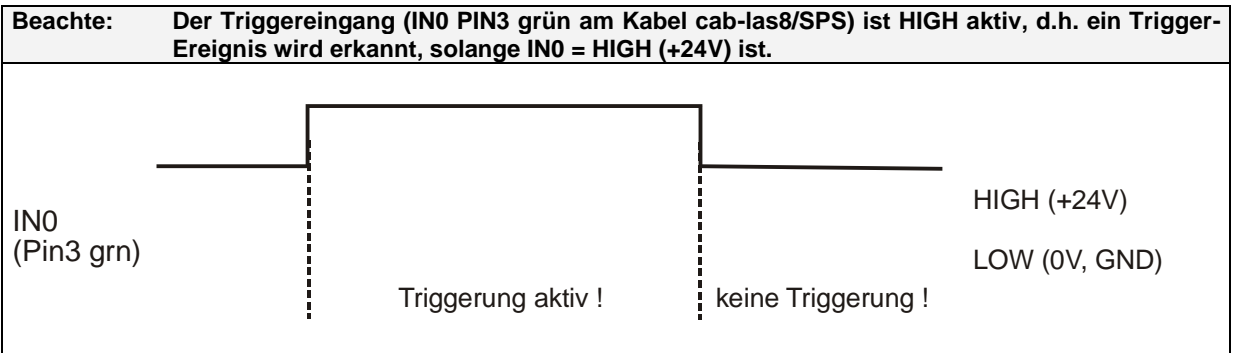 Beachte: Der Triggereingang (IN0 PIN3 grün am Kabel cab-las8/SPS) ist HIGH aktiv, d.h. ein Trigger-
Ereignis wird erkannt, solange IN0 = HIGH (+24V) ist.
HIGH (+24V)
IN0
(Pin3 grn)
LOW (0V, GND)
Triggerung aktiv !
keine Triggerung !